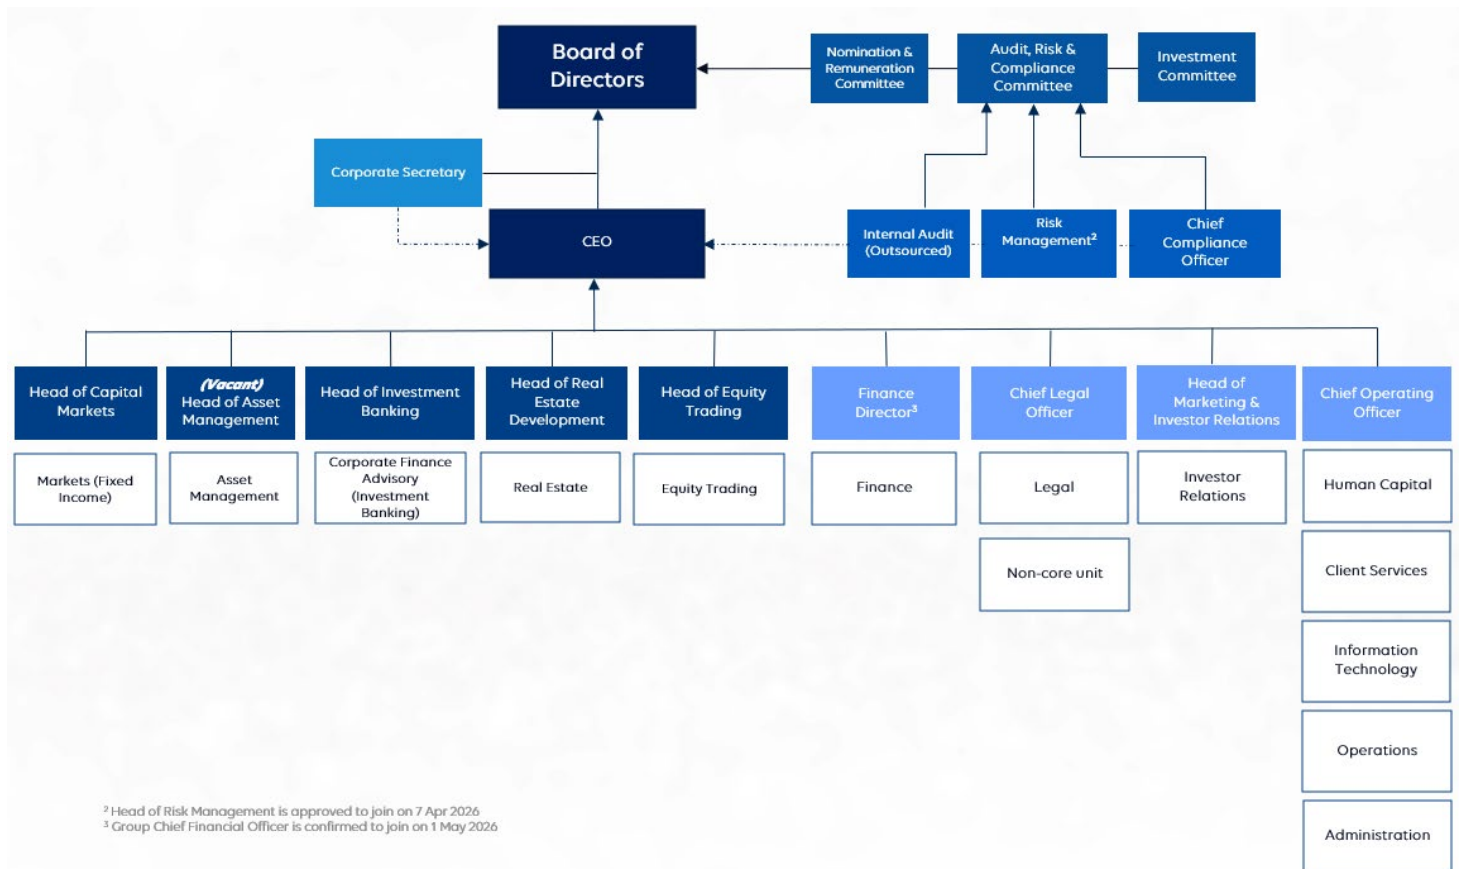 Board of
Directors
Nomination &
Remuneration
Committee
Audit, Risk &
Compliance
Committee
Investment
Committee
Corporate Secretary
CEO
Internal Audit
(Outsourced)
Risk
Management²
Chief
Compliance
Officer
Head of Capital
Markets
(Vacant)
Head of Asset
Management
Head of Investment
Banking
Head of Real
Estate
Development
Head of Equity
Trading
Finance
Director³
Chief Legal
Officer
Head of
Marketing &
Investor Relations
Chief Operating
Officer
Markets (Fixed
Income)
Asset
Management
Corporate Finance
Advisory
(Investment
Banking)
Real Estate
Equity Trading
Finance
Legal
Investor
Relations
Human Capital
Non-core unit
Client Services
Information
Technology
Operations
Administration
² Head of Risk Management is approved to join on 7 Apr 2026
³ Group Chief Financial Officer is confirmed to join on 1 May 2026